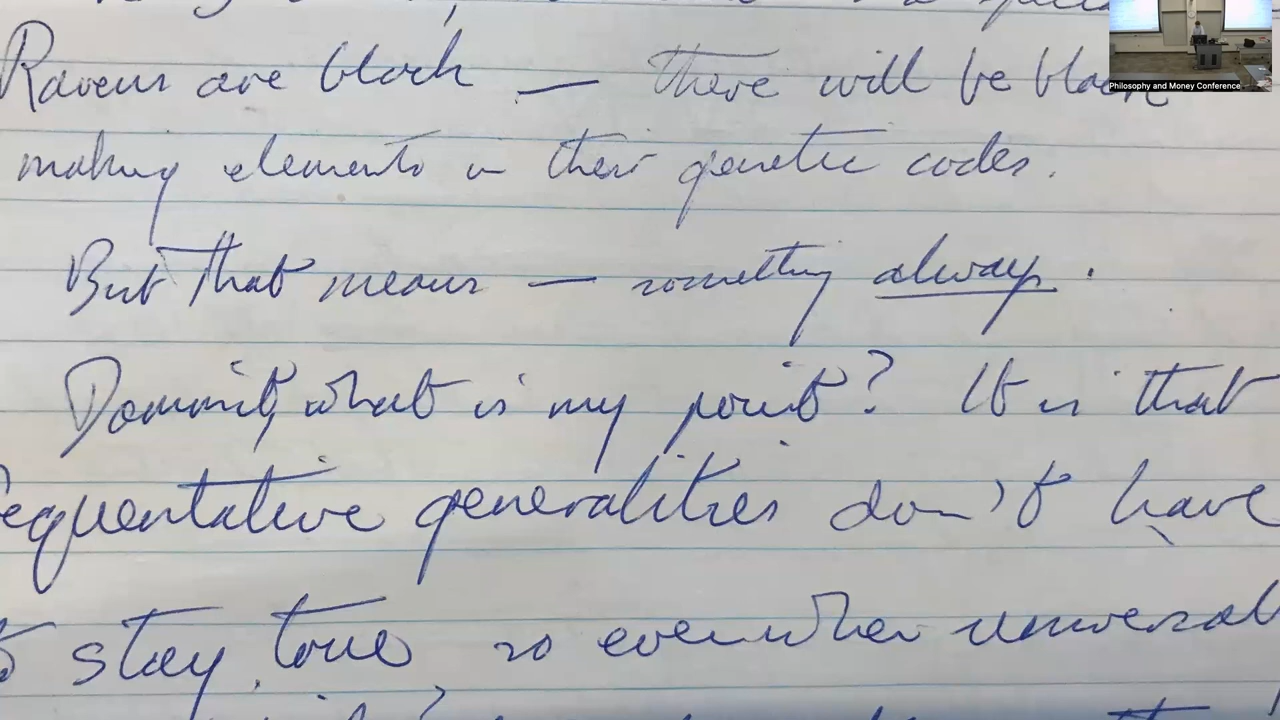 Ravens are black — there will be black
Philosophy and Money Conference
making elements in their genetic codes.
But that means — something always.
Dammit, what is my point? It is that
frequentative generalities don't have
to stay true, so even when universal